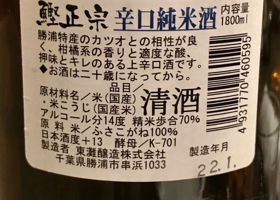 鰹正宗 辛口純米酒
内容量
1800ml
勝浦特産のカツオとの相性が良
く、柑橘系の香りと適度な酸、
押味とキレのある上辛口酒です。
◆お酒は二十歳になってから。
品目
清酒
原材料名/米(国産)
・米こうじ(国産米)
アルコール分14度 精米歩合70%
原料 米/ふさこがね100%
日本酒度+13 酵母/K-701
製造者 東灘醸造株式会社
千葉県勝浦市串浜1033
4 931770 460595
製造年月
22.1.